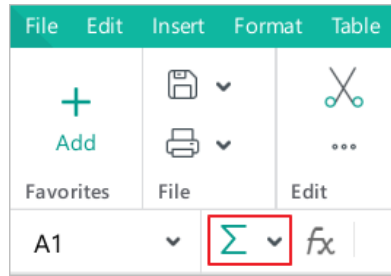 File Edit Insert Format Table
Add
Favorites File Edit
A1 Σ fx